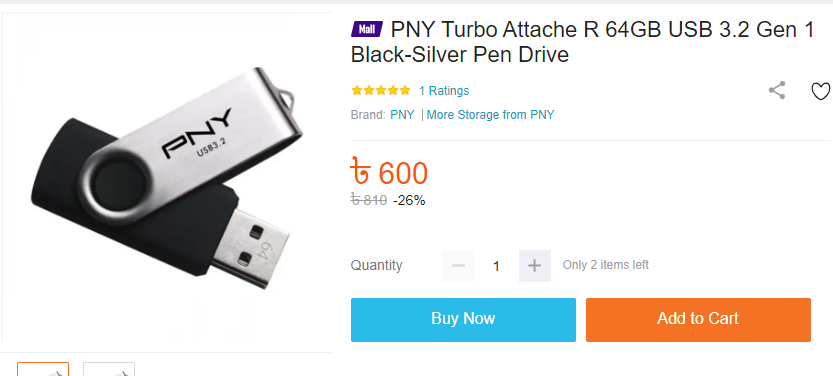 Mall PNY Turbo Attache R 64GB USB 3.2 Gen 1
Black-Silver Pen Drive
1 Ratings
Brand: PNY | More Storage from PNY
৳ 600
৳ 810 -26%
Quantity − 1 + Only 2 items left
Buy Now Add to Cart
PNY
USB3.2
64